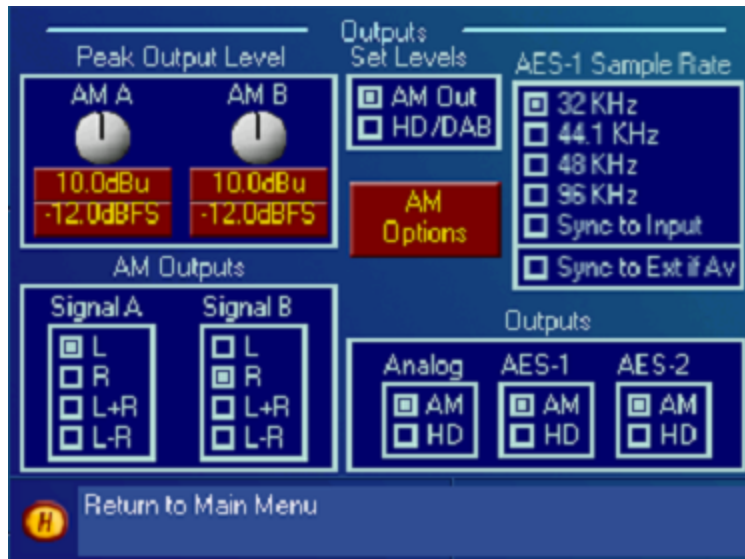 Outputs
Peak Output Level
AM A
AM B
10.0dBu
10.0dBu
-12.0dBFS
-12.0dBFS
Set Levels
AM Out
HD/DAB
AM
Options
AES-1 Sample Rate
32 KHz
44.1 KHz
48 KHz
96 KHz
Sync to Input
Sync to Ext if Av
AM Outputs
Signal A
L
R
L+R
L-R
Signal B
L
R
L+R
L-R
Outputs
Analog
AM
HD
AES-1
AM
HD
AES-2
AM
HD
H
Return to Main Menu